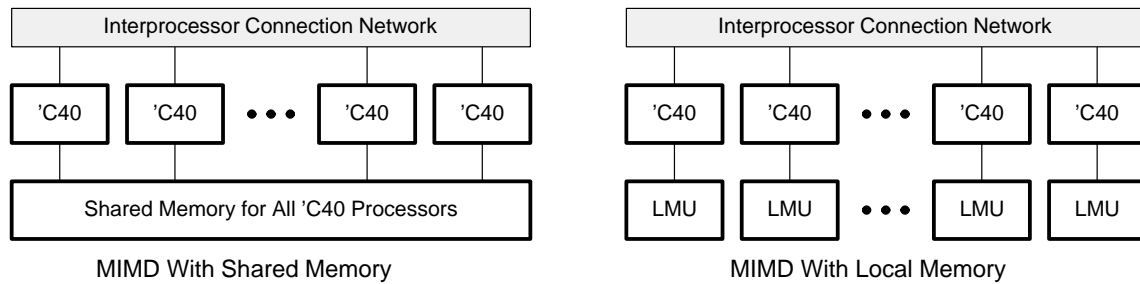 Interprocessor Connection Network
’C40 ’C40 ’C40 ’C40
Shared Memory for All ’C40 Processors
MIMD With Shared Memory
Interprocessor Connection Network
’C40 ’C40 ’C40 ’C40
LMU LMU LMU LMU
MIMD With Local Memory